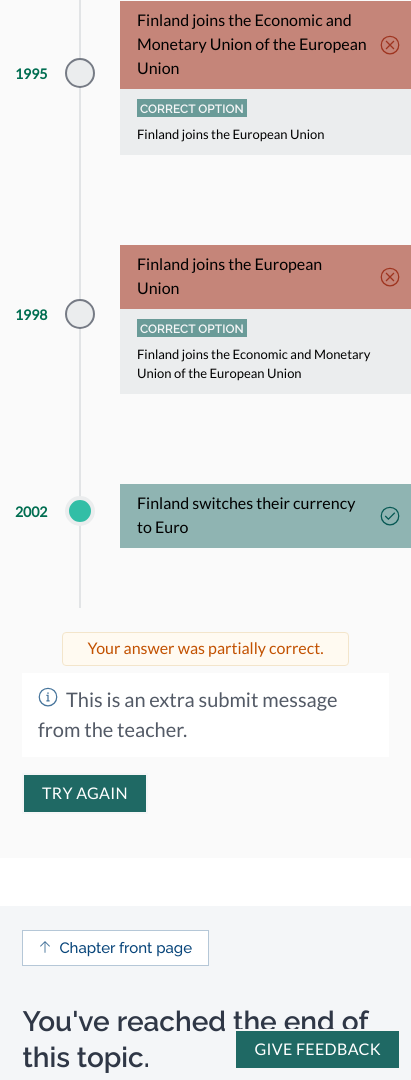 Finland joins the Economic and
Monetary Union of the European
Union
1995
CORRECT OPTION
Finland joins the European Union
Finland joins the European
Union
1998
CORRECT OPTION
Finland joins the Economic and Monetary
Union of the European Union
2002
Finland switches their currency
to Euro
Your answer was partially correct.
This is an extra submit message
from the teacher.
TRY AGAIN
Chapter front page
You've reached the end of
this topic.
GIVE FEEDBACK